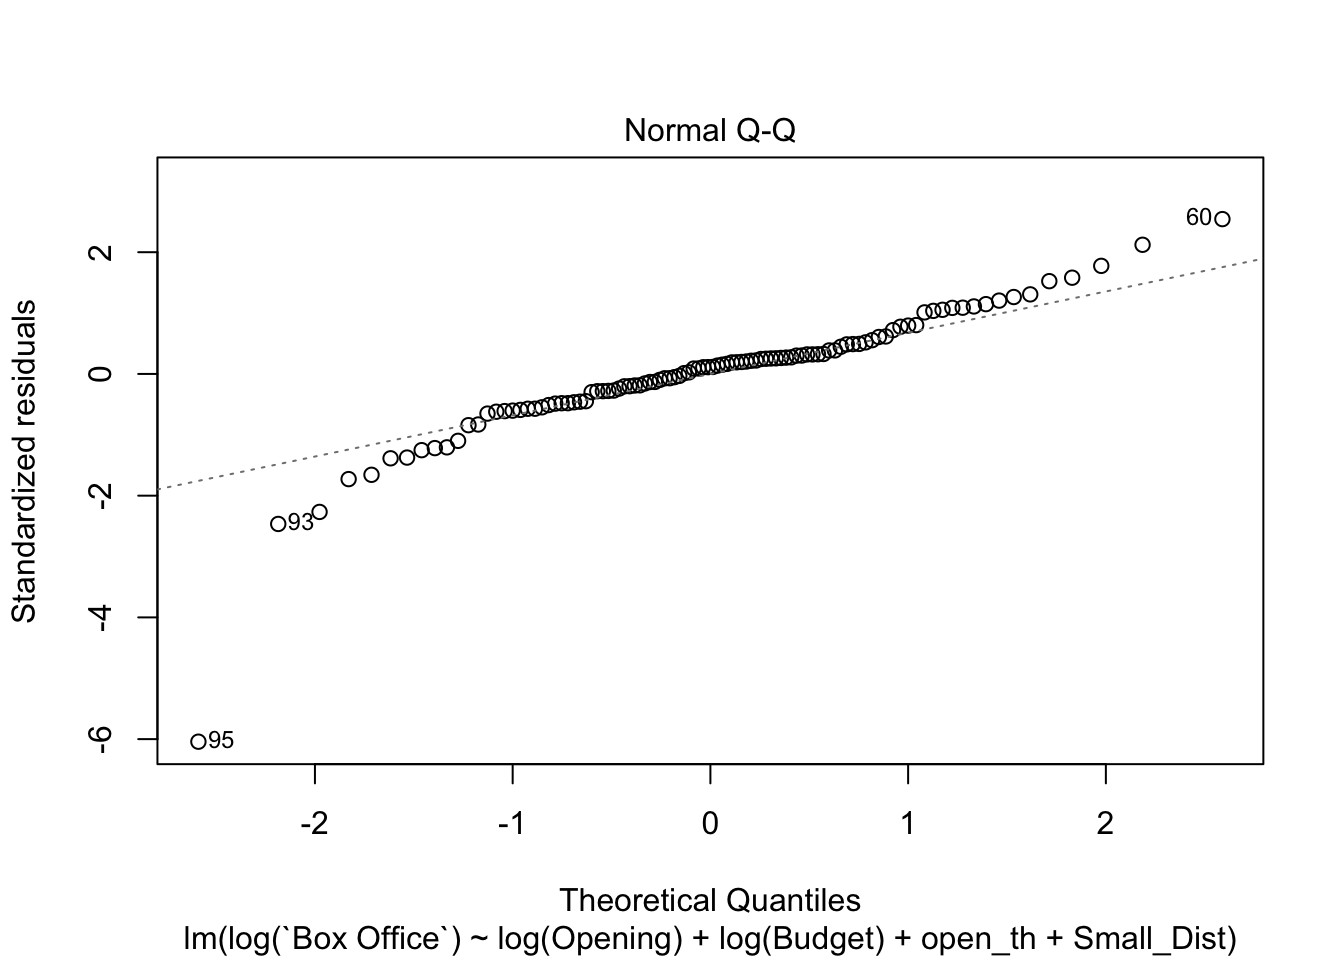 Normal Q-Q
Standardized residuals
2
0
-2
-4
-6
60
93
95
-2 -1 0 1 2
Theoretical Quantiles
lm(log(`Box Office`) ~ log(Opening) + log(Budget) + open_th + Small_Dist)